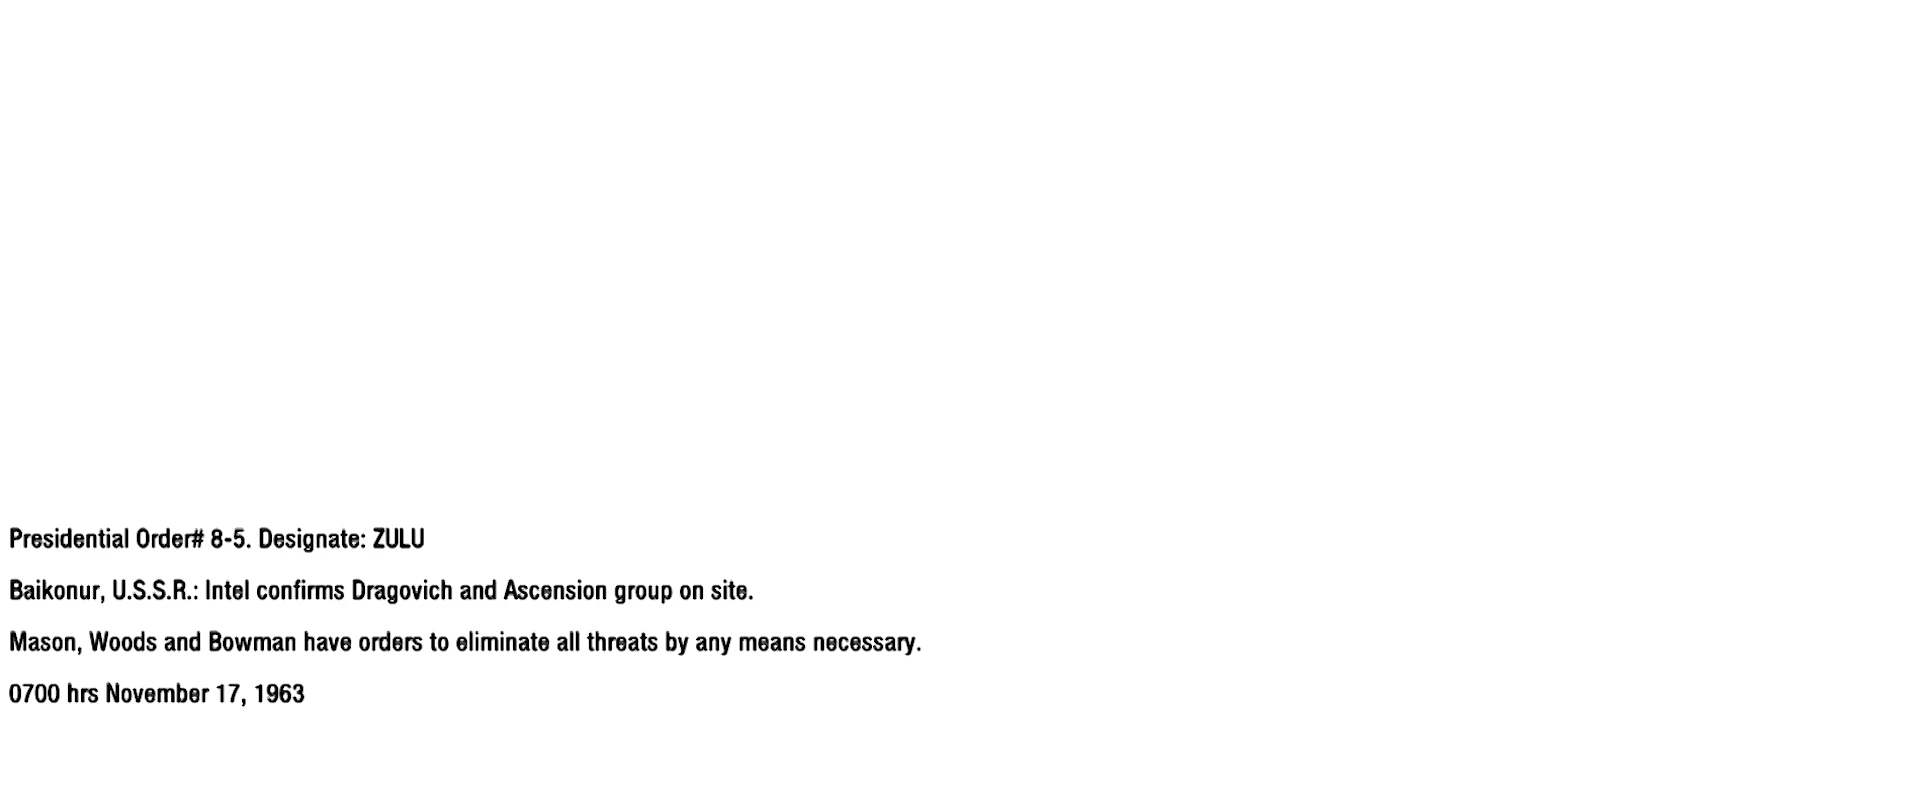 Presidential Order# 8-5. Designate: ZULU
Baikonur, U.S.S.R.: Intel confirms Dragovich and Ascension group on site.
Mason, Woods and Bowman have orders to eliminate all threats by any means necessary.
0700 hrs November 17, 1963